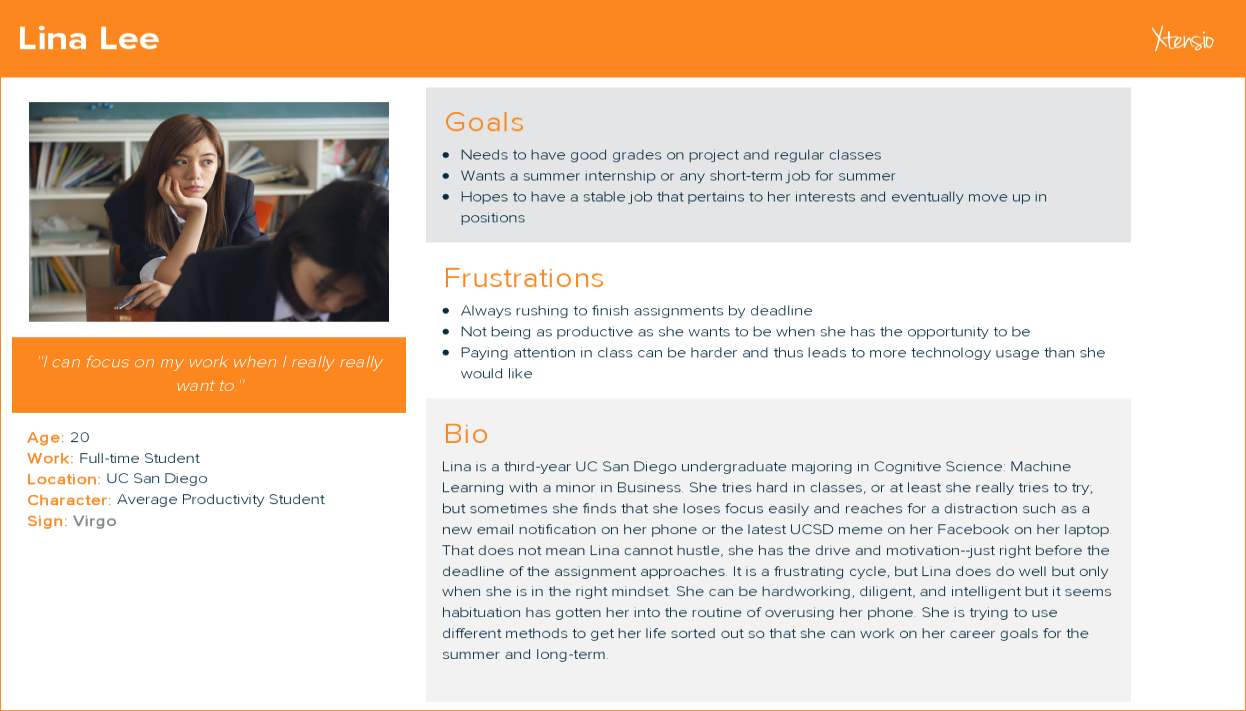 Lina Lee
Xtensio
"I can focus on my work when I really really
want to."
Age: 20
Work: Full-time Student
Location: UC San Diego
Character: Average Productivity Student
Sign: Virgo
Goals
• Needs to have good grades on project and regular classes
• Wants a summer internship or any short-term job for summer
• Hopes to have a stable job that pertains to her interests and eventually move up in
positions
Frustrations
• Always rushing to finish assignments by deadline
• Not being as productive as she wants to be when she has the opportunity to be
• Paying attention in class can be harder and thus leads to more technology usage than she
would like
Bio
Lina is a third-year UC San Diego undergraduate majoring in Cognitive Science: Machine
Learning with a minor in Business. She tries hard in classes, or at least she really tries to try;
but sometimes she finds that she loses focus easily and reaches for a distraction such as a
new email notification on her phone or the latest UCSD meme on her Facebook on her laptop.
That does not mean Lina cannot hustle, she has the drive and motivation--just right before the
deadline of the assignment approaches. It is a frustrating cycle, but Lina does do well but only
when she is in the right mindset. She can be hardworking, diligent, and intelligent but it seems
habituation has gotten her into the routine of overusing her phone. She is trying to use
different methods to get her life sorted out so that she can work on her career goals for the
summer and long-term.